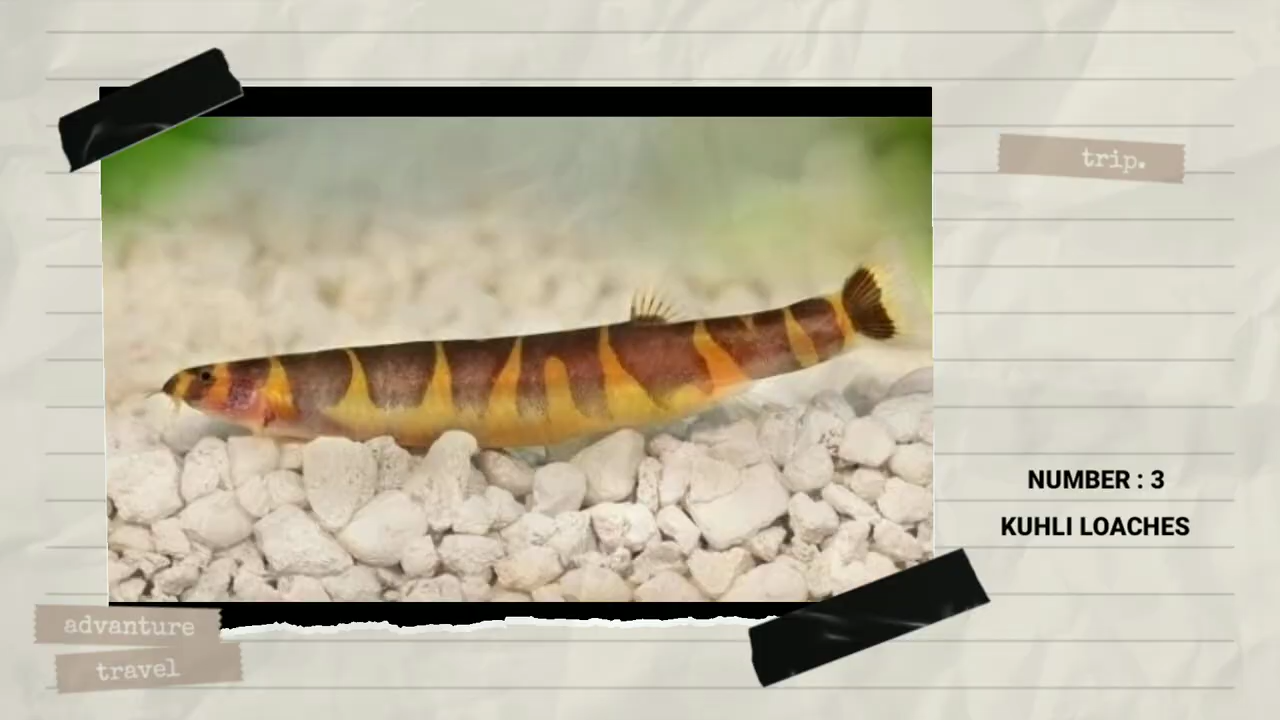 trip.
NUMBER : 3
KUHLI LOACHES
advanture
travel